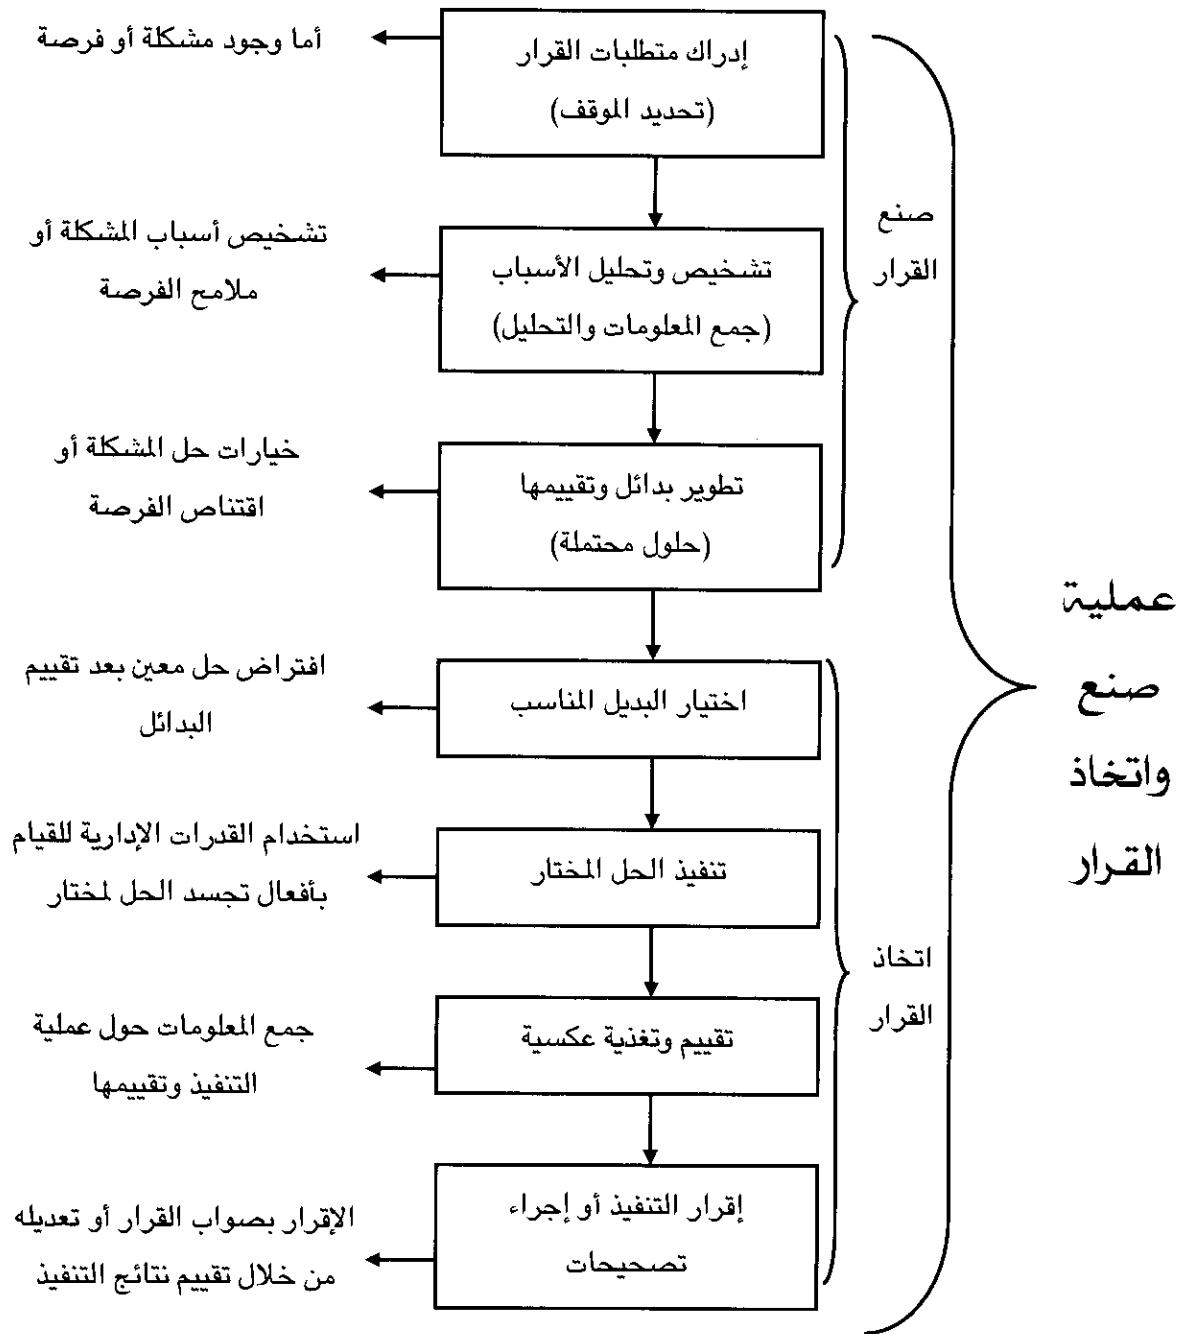 إدراك متطلبات القرار
(تحديد الموقف)
أما وجود مشكلة أو فرصة
تشخيص وتحليل الأسباب
(جمع المعلومات والتحليل)
تشخيص أسباب المشكلة أو
ملامح الفرصة
تطوير بدائل وتقييمها
(حلول محتملة)
خيارات حل المشكلة أو
اقتناص الفرصة
صنع
القرار
اختيار البديل المناسب
افتراض حل معين بعد تقييم
البدائل
تنفيذ الحل المختار
استخدام القدرات الإدارية للقيام
بأفعال تجسد الحل لمختار
تقييم وتغذية عكسية
جمع المعلومات حول عملية
التنفيذ وتقييمها
إقرار التنفيذ أو إجراء
تصحيحات
الإقرار بصواب القرار أو تعديله
من خلال تقييم نتائج التنفيذ
اتخاذ
القرار
عملية
صنع
واتخاذ
القرار